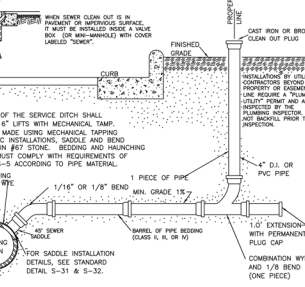 WHEN SEWER CLEAN OUT IS IN
PAVEMENT OR IMPERVIOUS SURFACE,
IT MUST BE INSTALLED INSIDE A VALVE
BOX (OR MINI-MANHOLE) WITH COVER
LABELED "SEWER".
PROPER
LINE
CAST IRON OR BRO
CLEAN OUT PLUG
FINISHED
GRADE
CURB
INSTALLATIONS BY UTIL
CONTRACTORS BEYOND
PROPERTY OR EASEMEN
LINE REQUIRE A "PLUM
UTILITY" PERMIT AND A
INSPECTED BY THE
PLUMBING INSPECTOR.
NOT BACKFILL PRIOR T
INSPECTION.
OF THE SERVICE DITCH SHALL
6" LIFTS WITH MECHANICAL TAMP.
MADE USING MECHANICAL TAPPING
C INSTALLATIONS, SADDLE AND BEND
IN #67 STONE. BEDDING AND HAUNCHING
MUST COMPLY WITH REQUIREMENTS OF
-5 ACCORDING TO PIPE MATERIAL.
4" D.I. OR
PVC PIPE
1 PIECE OF PIPE
WYE
1/16" OR 1/8" BEND
MIN. GRADE 1%
45° SEWER
SADDLE
BARREL OF PIPE BEDDING
(CLASS II, III, OR IV)
1.0' EXTENSION
WITH PERMANENT
PLUG CAP
FOR SADDLE INSTALLATION
DETAILS, SEE STANDARD
DETAIL S-31 & S-32.
COMBINATION WY
AND 1/8 BEND
(ONE PIECE)